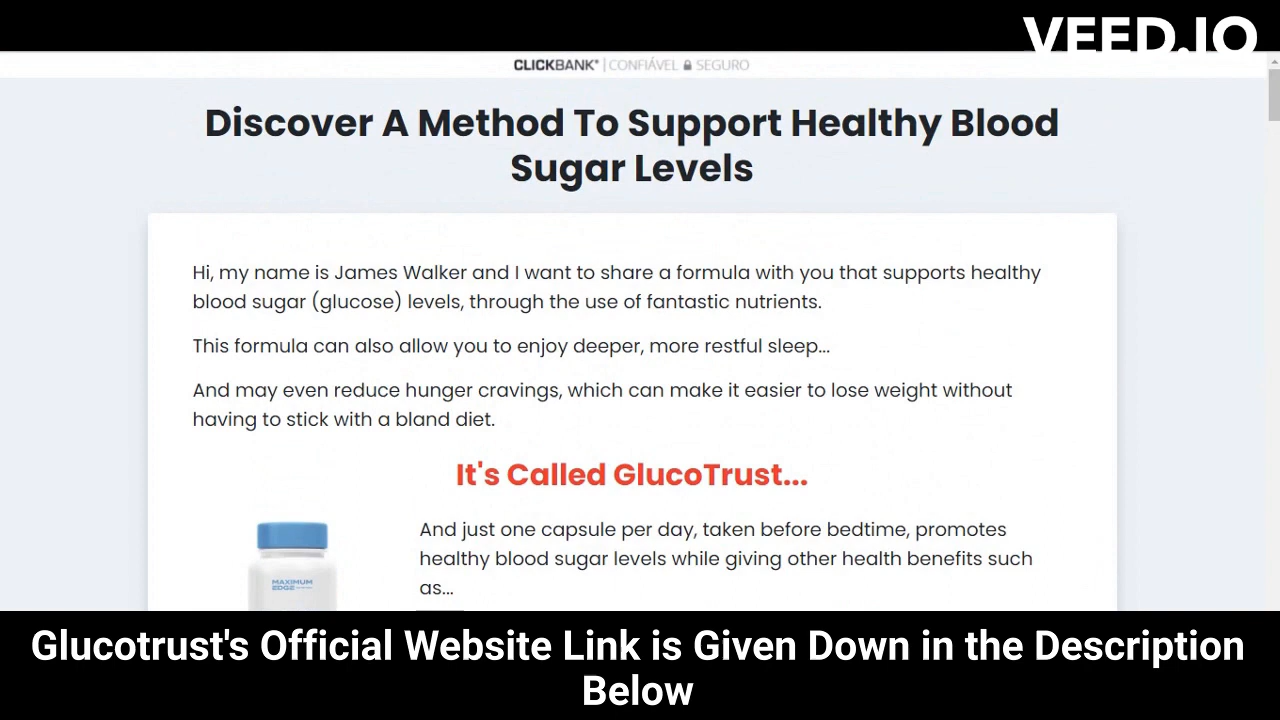 VEED.IO
CLICKBANK® | CONFIÁVEL SEGURO
Discover A Method To Support Healthy Blood
Sugar Levels
Hi, my name is James Walker and I want to share a formula with you that supports healthy
blood sugar (glucose) levels, through the use of fantastic nutrients.
This formula can also allow you to enjoy deeper, more restful sleep...
And may even reduce hunger cravings, which can make it easier to lose weight without
having to stick with a bland diet.
It's Called GlucoTrust...
And just one capsule per day, taken before bedtime, promotes
healthy blood sugar levels while giving other health benefits such
as...
MAXIMUM
EDGE
Glucotrust's Official Website Link is Given Down in the Description
Below